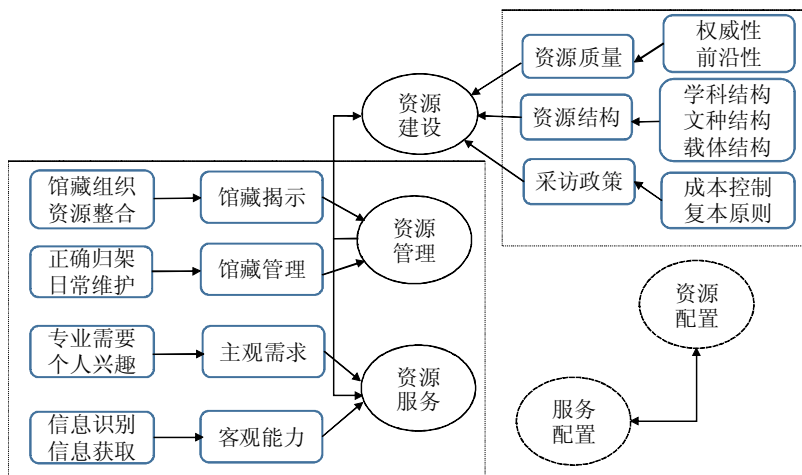 资源
建设
资源质量
权威性
前沿性
资源结构
学科结构
文种结构
载体结构
采访政策
成本控制
复本原则
馆藏组织
资源整合
馆藏揭示
资源
管理
正确归架
日常维护
馆藏管理
专业需要
个人兴趣
主观需求
资源
服务
信息识别
信息获取
客观能力
资源
配置
服务
配置